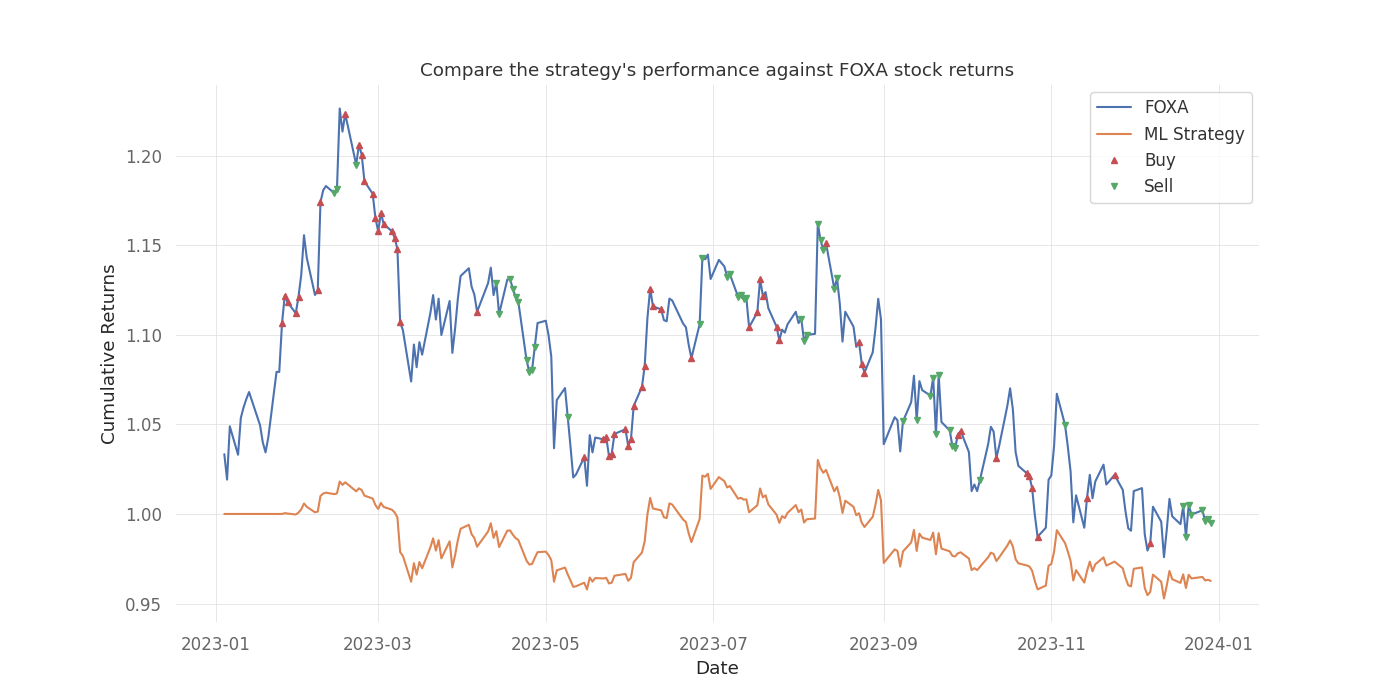 Compare the strategy's performance against FOXA stock returns
FOXA
ML Strategy
Buy
Sell
Cumulative Returns
1.20
1.15
1.10
1.05
1.00
0.95
2023-01
2023-03
2023-05
2023-07
2023-09
2023-11
2024-01
Date